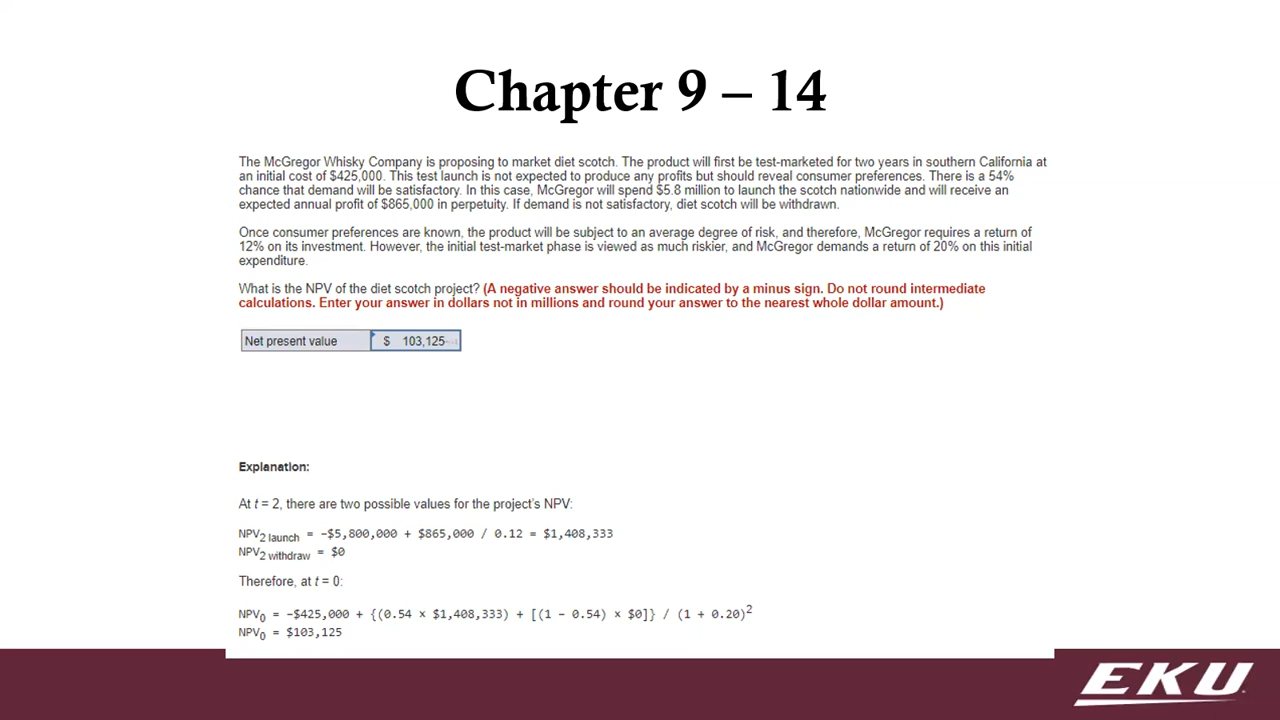 Chapter 9 – 14
The McGregor Whisky Company is proposing to market diet scotch. The product will first be test-marketed for two years in southern California at
an initial cost of $425,000. This test launch is not expected to produce any profits but should reveal consumer preferences. There is a 54%
chance that demand will be satisfactory. In this case, McGregor will spend $5.8 million to launch the scotch nationwide and will receive an
expected annual profit of $865,000 in perpetuity. If demand is not satisfactory, diet scotch will be withdrawn.
Once consumer preferences are known, the product will be subject to an average degree of risk, and therefore, McGregor requires a return of
12% on its investment. However, the initial test-market phase is viewed as much riskier, and McGregor demands a return of 20% on this initial
expenditure.
What is the NPV of the diet scotch project? (A negative answer should be indicated by a minus sign. Do not round intermediate
calculations. Enter your answer in dollars not in millions and round your answer to the nearest whole dollar amount.)
Net present value $ 103,125
Explanation:
At t = 2, there are two possible values for the project's NPV:
NPV2 launch = −$5,800,000 + $865,000 / 0.12 = $1,408,333
NPV2 withdraw = $0
Therefore, at t = 0:
NPV0 = −$425,000 + {(0.54 × $1,408,333) + [(1 − 0.54) × $0]} / (1 + 0.20)2
NPV0 = $103,125
EKU